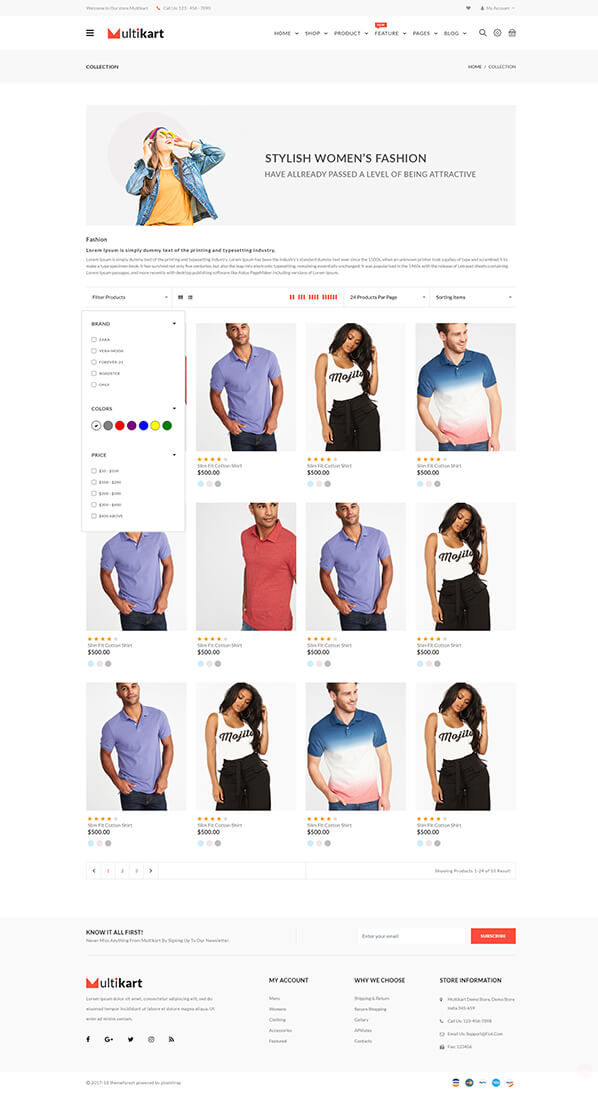 Welcome to Our store Multikart
Call Us: 123 - 456 - 7890
My Account
Multikart
HOME
SHOP
PRODUCT
NEW
FEATURE
PAGES
BLOG
COLLECTION
HOME / COLLECTION
STYLISH WOMEN'S FASHION
HAVE ALLREADY PASSED A LEVEL OF BEING ATTRACTIVE
Fashion
Lorem Ipsum is simply dummy text of the printing and typesetting industry.
Lorem Ipsum is simply dummy text of the printing and typesetting industry. Lorem Ipsum has been the industry's standard dummy text ever since the 1500s, when an unknown printer took a galley of type and scrambled it to
make a type specimen book. It has survived not only five centuries, but also the leap into electronic typesetting, remaining essentially unchanged. It was popularised in the 1960s with the release of Letraset sheets containing
Lorem Ipsum passages, and more recently with desktop publishing software like Aldus PageMaker including versions of Lorem Ipsum.
Filter Products
24 Products Par Page
Sorting Items
BRAND
ZARA
VERA-MODA
FOREVER-21
ROADSTER
ONLY
COLORS
PRICE
$10 - $100
$200 - $300
$300 - $400
$400 ABOVE
Mojito
Slim Fit Cotton Shirt
$500.00
Slim Fit Cotton Shirt
$500.00
Slim Fit Cotton Shirt
$500.00
Mojito
Slim Fit Cotton Shirt
$500.00
Slim Fit Cotton Shirt
$500.00
Slim Fit Cotton Shirt
$500.00
Slim Fit Cotton Shirt
$500.00
Mojito
Mojito
Slim Fit Cotton Shirt
$500.00
Slim Fit Cotton Shirt
$500.00
Slim Fit Cotton Shirt
$500.00
Slim Fit Cotton Shirt
$500.00
1 2 3
Showing Products 1-24 of 10 Result
KNOW IT ALL FIRST!
Never Miss Anything From Multikart By Signing Up To Our Newsletter.
Enter your email
SUBSCRIBE
Multikart
Lorem ipsum dolor sit amet, consectetur adipiscing elit, sed do
eiusmod tempor incididunt ut labore et dolore magna aliqua. Ut
enim ad minim veniam,
MY ACCOUNT
Mens
Womens
Clothing
Accessories
Featured
WHY WE CHOOSE
Shipping & Return
Secure Shopping
Gallary
Affiliates
Contacts
STORE INFORMATION
Multikart Demo Store, Demo Store
India 345-659
Call Us: 123-456-7898
Email Us: Support@Fiot.Com
Fax: 123456
© 2017-18 themeforest powered by pixelstrap